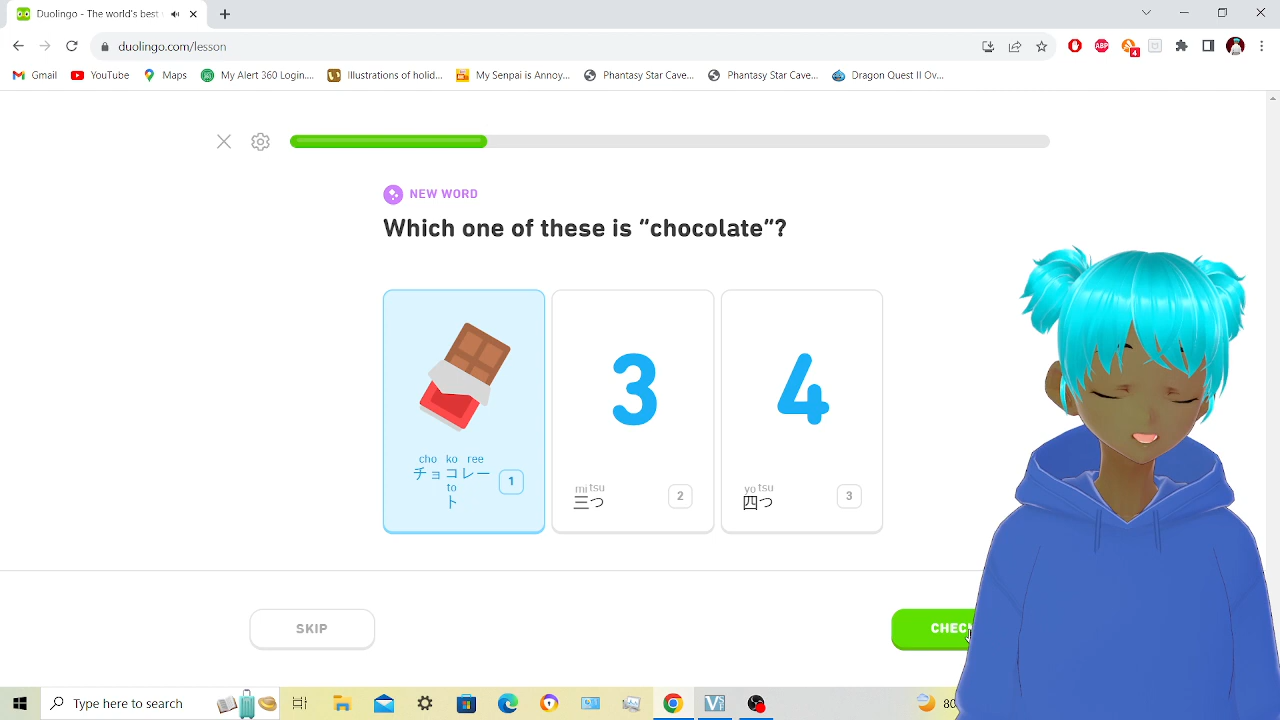 Duolingo - The world's best
duolingo.com/lesson
4
Gmail
YouTube
Maps
My Alert 360 Login....
Illustrations of holid...
My Senpai is Annoy...
Phantasy Star Cave...
Phantasy Star Cave...
Dragon Quest II Ov...
NEW WORD
Which one of these is "chocolate"?
3
4
cho ko ree
チョコレー
to
ト
1
mi tsu
三つ
2
yo tsu
四つ
3
SKIP
CHECK
Type here to search
80